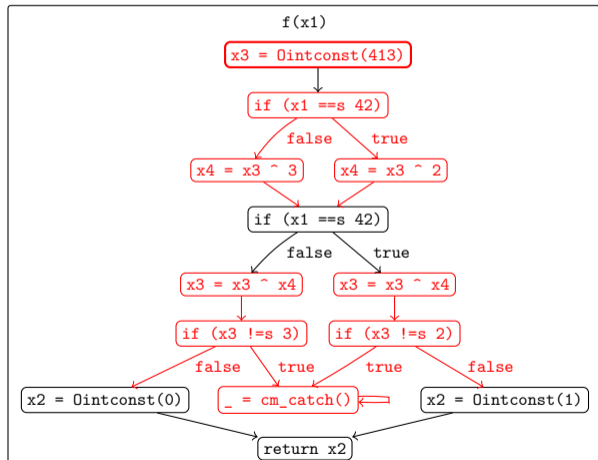 f(x1)
x3 = Ointconst(413)
if (x1 ==s 42)
false true
x4 = x3 ^ 3 x4 = x3 ^ 2
if (x1 ==s 42)
false true
x3 = x3 ^ x4 x3 = x3 ^ x4
if (x3 !=s 3) if (x3 !=s 2)
false true true false
x2 = Ointconst(0) _ = cm_catch() x2 = Ointconst(1)
return x2